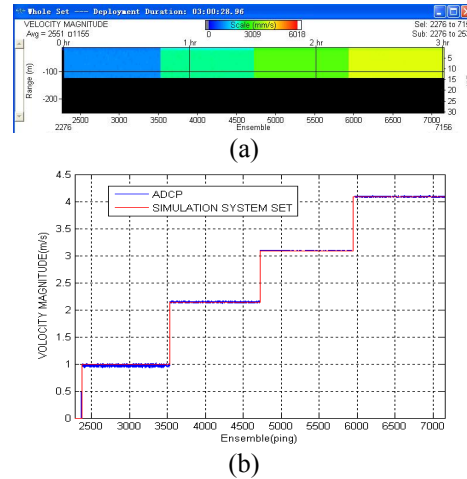 Whole Set --- Deployment Duration: 03:00:28.96
VELOCITY MAGNITUDE
Avg = 2551 σ1155
Scale (mm/s)
0 3009 6018
Sel: 2276 to 71
Sub: 2276 to 25
0 hr 1 hr 2 hr 3 hr
Range (m)
-100
-200
5
10
15
20
25
30
2500 3000 3500 4000 4500 5000 5500 6000 6500 7000
2276 Ensemble 7156
(a)
4.5
4
3.5
3
2.5
2
1.5
1
0.5
0
VOLOCITY MAGNITUDE(m/s)
ADCP
SIMULATION SYSTEM SET
2500 3000 3500 4000 4500 5000 5500 6000 6500 7000
Ensemble(ping)
(b)